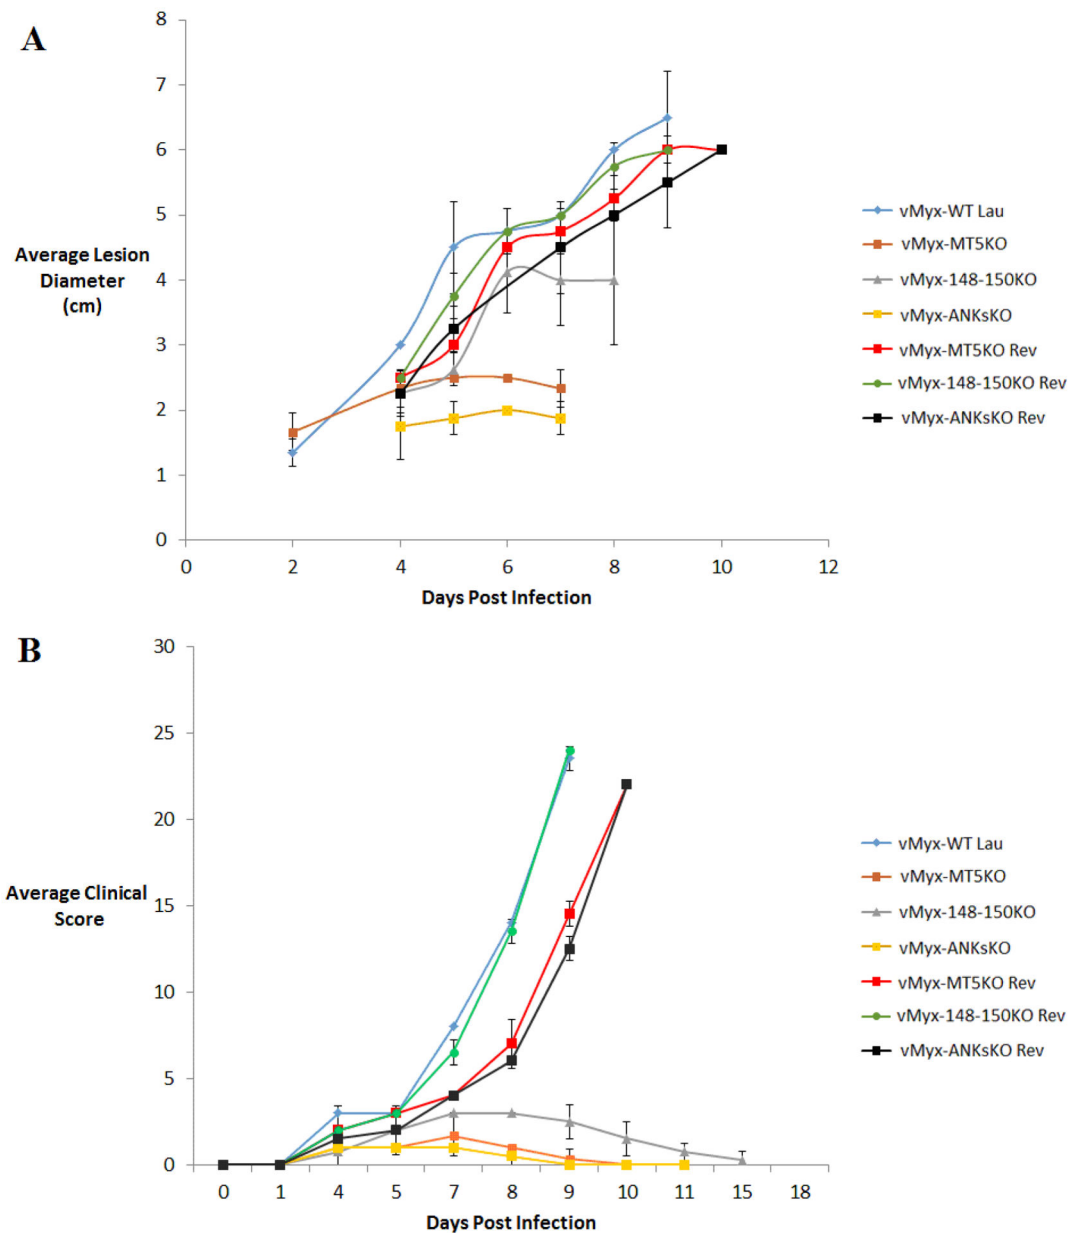 A
8
7
6
5
4
3
2
1
0
Average Lesion
Diameter
(cm)
0 2 4 6 8 10 12
Days Post Infection
vMyx-WT Lau
vMyx-MT5KO
vMyx-148-150KO
vMyx-ANKsKO
vMyx-MT5KO Rev
vMyx-148-150KO Rev
vMyx-ANKsKO Rev
B
30
25
20
15
10
5
0
Average Clinical
Score
0 1 4 5 7 8 9 10 11 15 18
Days Post Infection
vMyx-WT Lau
vMyx-MT5KO
vMyx-148-150KO
vMyx-ANKsKO
vMyx-MT5KO Rev
vMyx-148-150KO Rev
vMyx-ANKsKO Rev